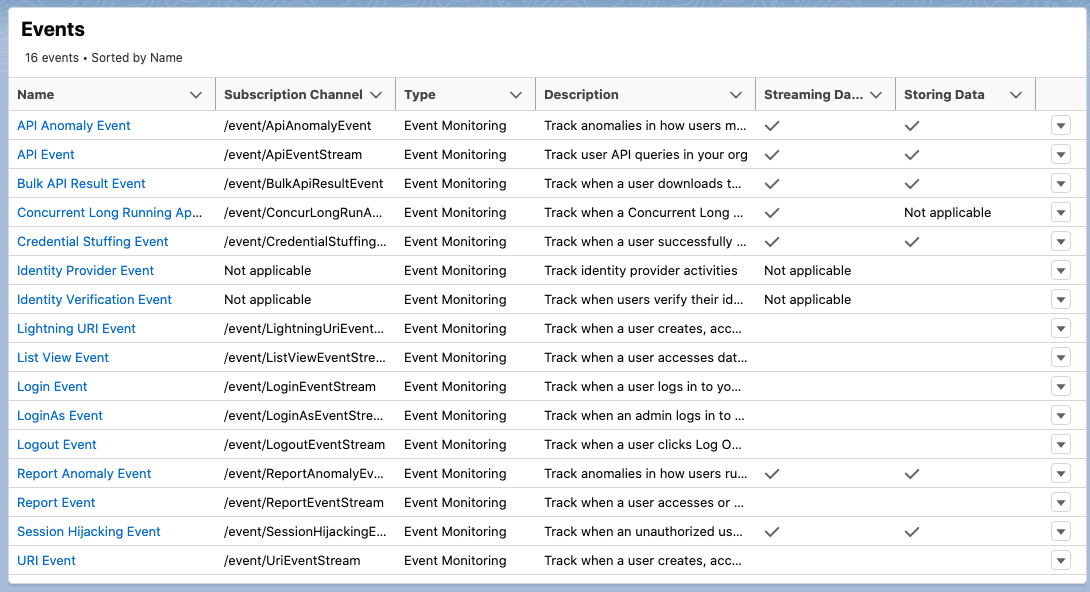 Events
16 events • Sorted by Name
Name Subscription Channel Type Description Streaming Da... Storing Data
API Anomaly Event /event/ApiAnomalyEvent Event Monitoring Track anomalies in how users m...
API Event /event/ApiEventStream Event Monitoring Track user API queries in your org
Bulk API Result Event /event/BulkApiResultEvent Event Monitoring Track when a user downloads t...
Concurrent Long Running Ap... /event/ConcurLongRunA... Event Monitoring Track when a Concurrent Long ... Not applicable
Credential Stuffing Event /event/CredentialStuffing... Event Monitoring Track when a user successfully ...
Identity Provider Event Not applicable Event Monitoring Track identity provider activities Not applicable
Identity Verification Event Not applicable Event Monitoring Track when users verify their id... Not applicable
Lightning URI Event /event/LightningUriEvent... Event Monitoring Track when a user creates, acc...
List View Event /event/ListViewEventStre... Event Monitoring Track when a user accesses dat...
Login Event /event/LoginEventStream Event Monitoring Track when a user logs in to yo...
LoginAs Event /event/LoginAsEventStre... Event Monitoring Track when an admin logs in to ...
Logout Event /event/LogoutEventStream Event Monitoring Track when a user clicks Log O...
Report Anomaly Event /event/ReportAnomalyEv... Event Monitoring Track anomalies in how users ru...
Report Event /event/ReportEventStream Event Monitoring Track when a user accesses or ...
Session Hijacking Event /event/SessionHijackingE... Event Monitoring Track when an unauthorized us...
URI Event /event/UriEventStream Event Monitoring Track when a user creates, acc...